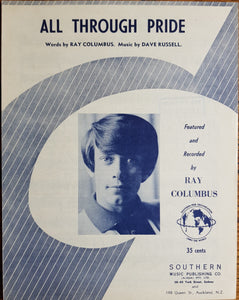 ALL THROUGH PRIDE
Words by RAY COLUMBUS. Music by DAVE RUSSELL.
Featured
and
Recorded
by
RAY
COLUMBUS
35 cents
SOUTHERN
MUSIC PUBLISHING CO.
and